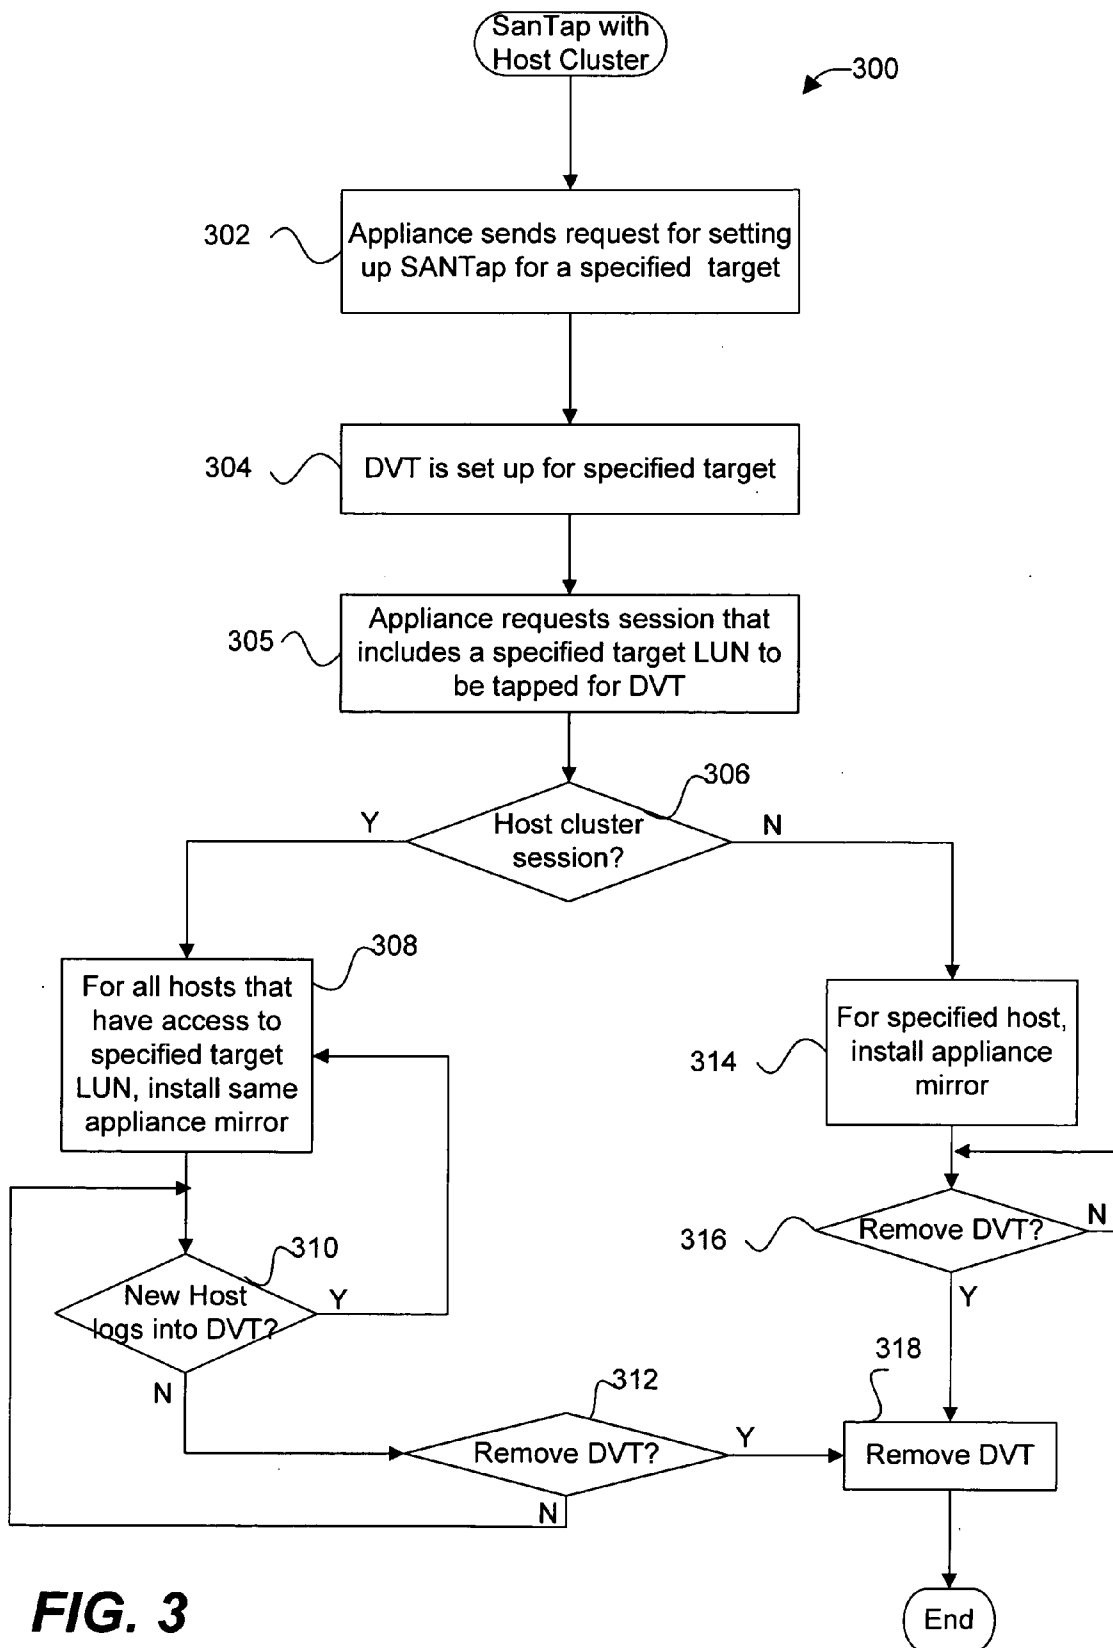 SanTap with
Host Cluster
300
302
Appliance sends request for setting
up SANTap for a specified target
304
DVT is set up for specified target
305
Appliance requests session that
includes a specified target LUN to
be tapped for DVT
306
Y
Host cluster
session?
N
308
For all hosts that
have access to
specified target
LUN, install same
appliance mirror
314
For specified host,
install appliance
mirror
310
New Host
logs into DVT?
Y
N
316
Remove DVT?
N
Y
312
Remove DVT?
Y
N
318
Remove DVT
End
FIG. 3